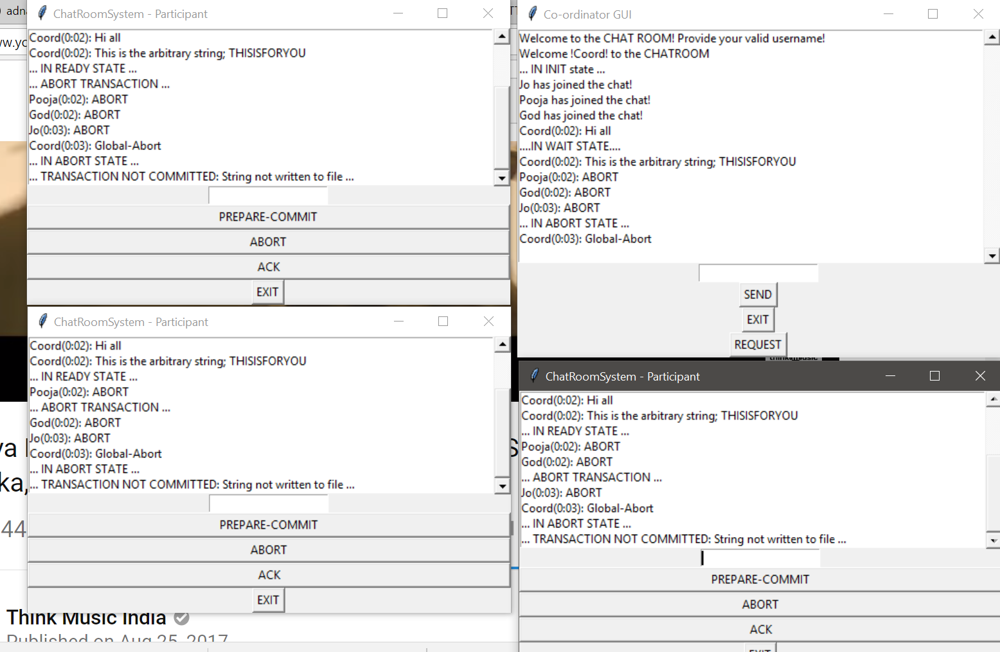 adna
ww.yo
ChatRoomSystem - Participant
Coord(0:02): Hi all
Coord(0:02): This is the arbitrary string; THISISFORYOU
... IN READY STATE ...
... ABORT TRANSACTION ...
Pooja(0:02): ABORT
God(0:02): ABORT
Jo(0:03): ABORT
Coord(0:03): Global-Abort
... IN ABORT STATE ...
... TRANSACTION NOT COMMITTED: String not written to file ...
PREPARE-COMMIT
ABORT
ACK
EXIT
Co-ordinator GUI
Welcome to the CHAT ROOM! Provide your valid username!
Welcome !Coord! to the CHATROOM
... IN INIT state ...
Jo has joined the chat!
Pooja has joined the chat!
God has joined the chat!
Coord(0:02): Hi all
....IN WAIT STATE....
Coord(0:02): This is the arbitrary string; THISISFORYOU
Pooja(0:02): ABORT
God(0:02): ABORT
Jo(0:03): ABORT
... IN ABORT STATE ...
Coord(0:03): Global-Abort
SEND
EXIT
REQUEST
ChatRoomSystem - Participant
Coord(0:02): Hi all
Coord(0:02): This is the arbitrary string; THISISFORYOU
... IN READY STATE ...
Pooja(0:02): ABORT
... ABORT TRANSACTION ...
God(0:02): ABORT
Jo(0:03): ABORT
Coord(0:03): Global-Abort
... IN ABORT STATE ...
... TRANSACTION NOT COMMITTED: String not written to file ...
PREPARE-COMMIT
ABORT
ACK
EXIT
ChatRoomSystem - Participant
Coord(0:02): Hi all
Coord(0:02): This is the arbitrary string; THISISFORYOU
... IN READY STATE ...
Pooja(0:02): ABORT
God(0:02): ABORT
... ABORT TRANSACTION ...
Jo(0:03): ABORT
Coord(0:03): Global-Abort
... IN ABORT STATE ...
... TRANSACTION NOT COMMITTED: String not written to file ...
PREPARE-COMMIT
ABORT
ACK
EXIT
va
ka,
44
Think Music India
Published on Aug 25, 2017